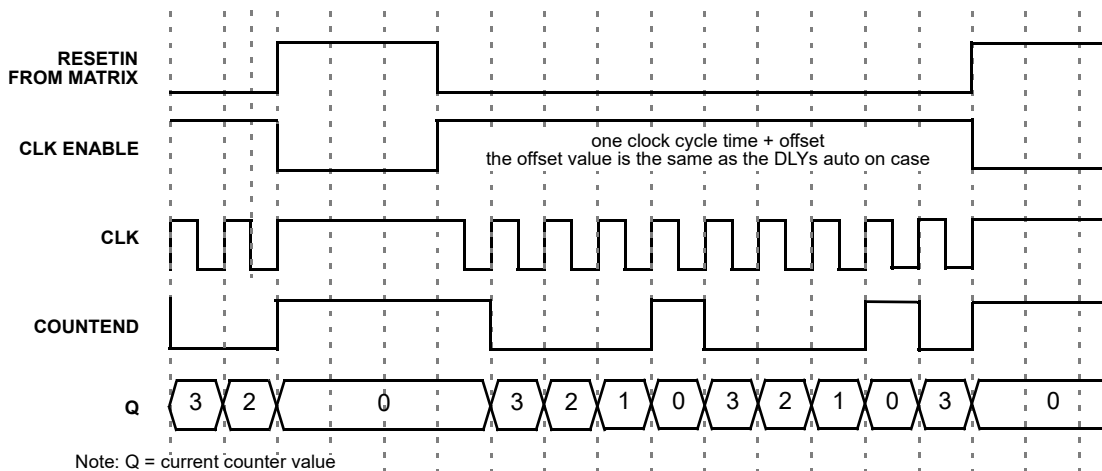 RESETIN
FROM MATRIX
CLK ENABLE
one clock cycle time + offset
the offset value is the same as the DLYs auto on case
CLK
COUNTEND
Q
3 2 0 3 2 1 0 3 2 1 0 3 0
Note: Q = current counter value